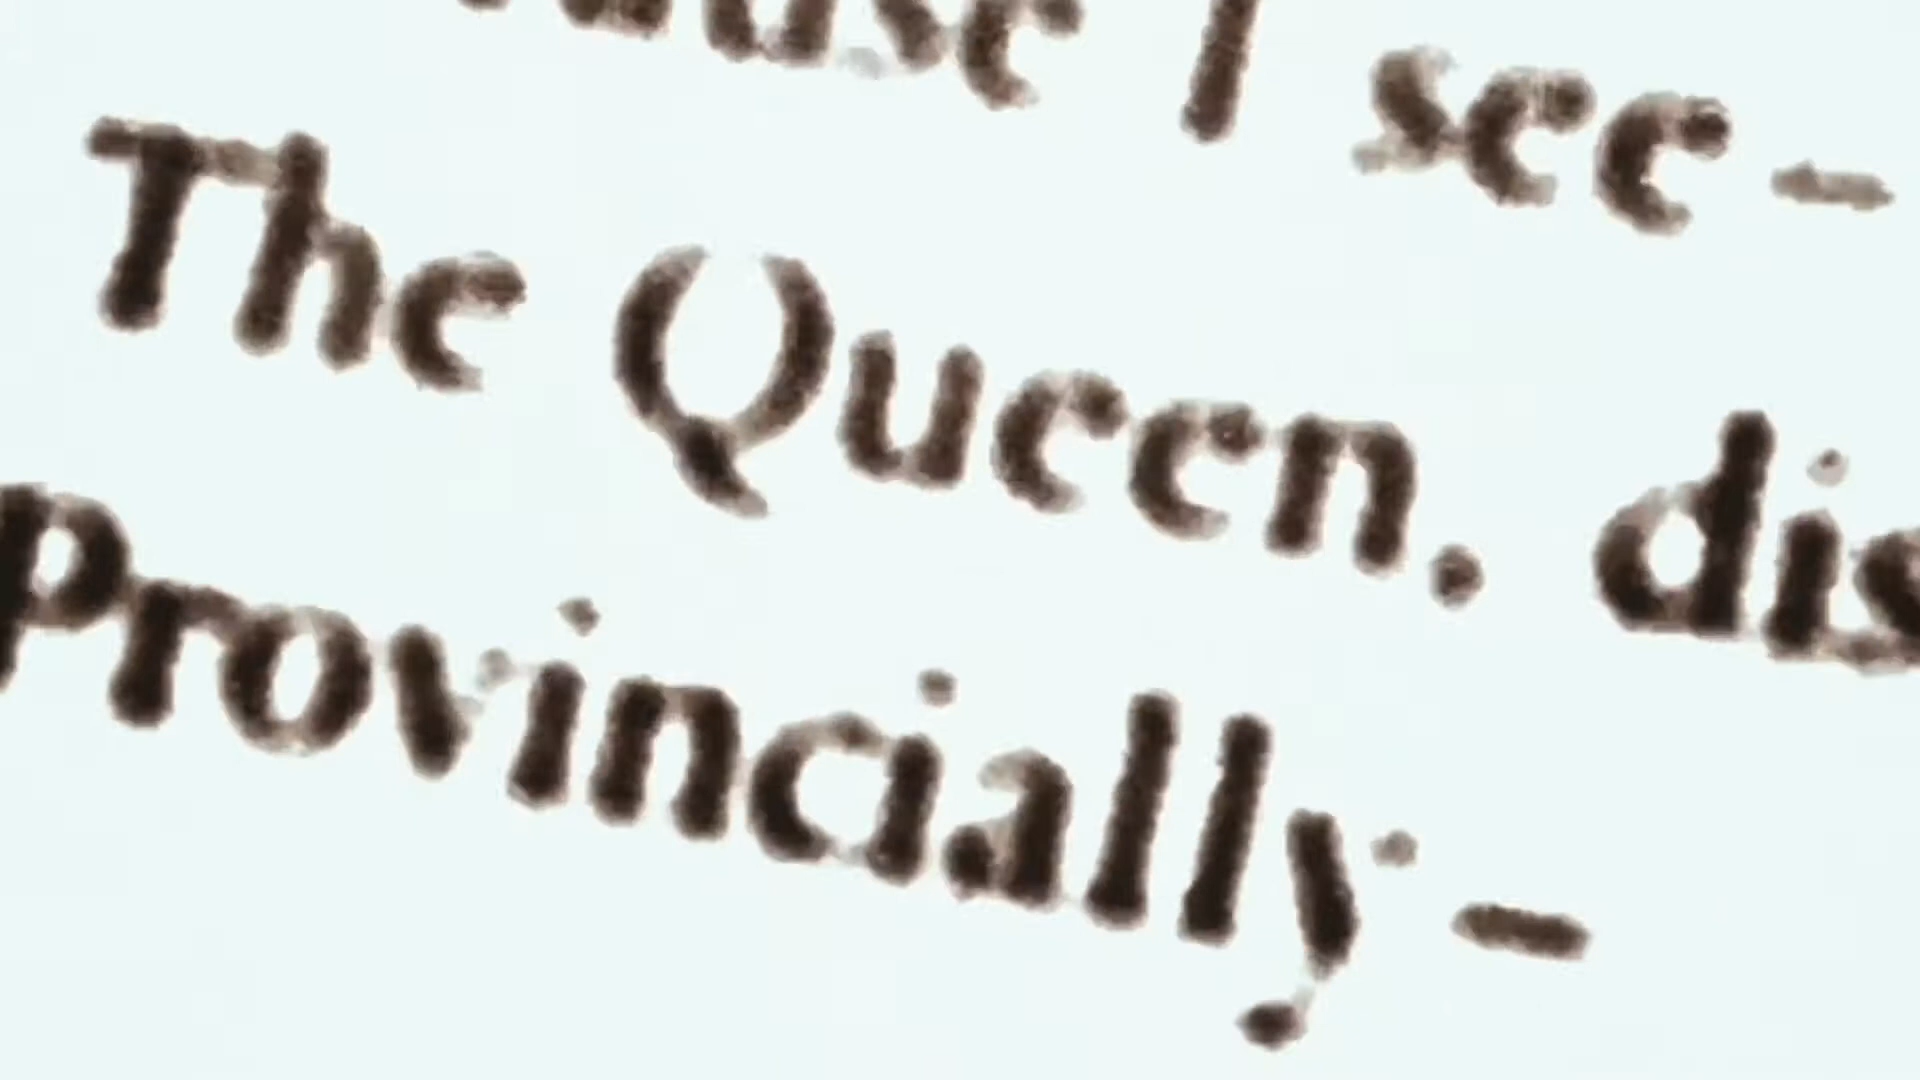 I see –
The Queen. dis
Provincially –